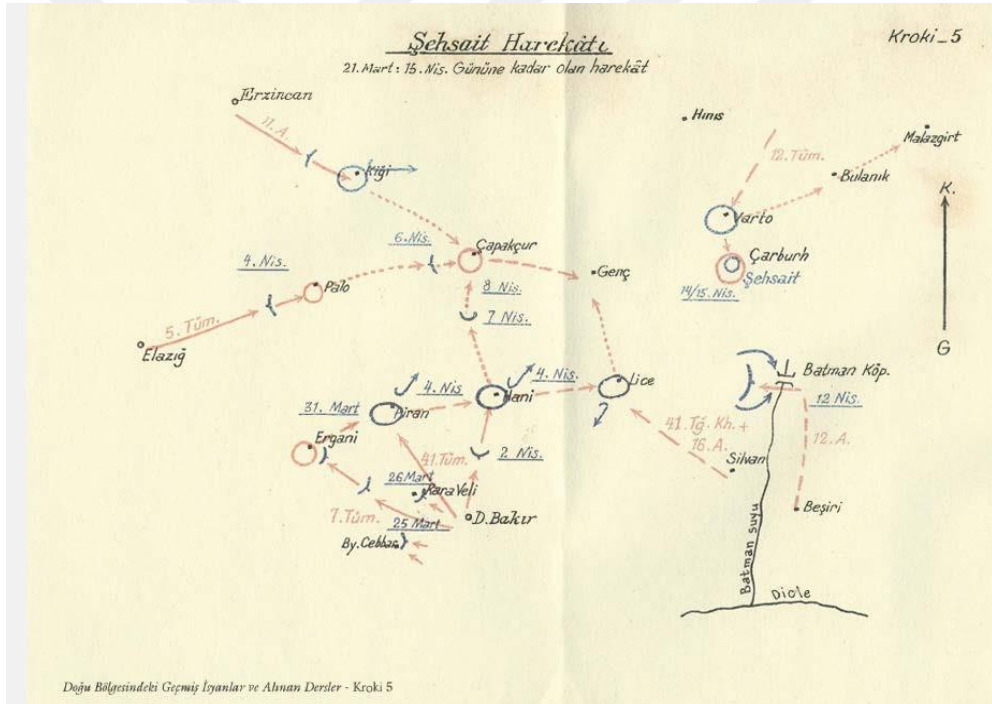 Şehsait Harekâtı
Kroki_5
21.Mart : 15.Nis. Gününe kadar olan harekât
Erzincan
11.A.
Kiği
Hınıs
Malazgirt
12.Tüm.
Bulanık
K.
Varto
6.Nis.
Çapakçur
Çarburh
Şehsait
14/15.Nis.
4.Nis.
Palo
Genç
8 Nis.
7 Nis.
5.Tüm.
Elazığ
G
Batman Köp.
4.Nis
Hani
4.Nis.
Lice
12 Nis.
31. Mart
Piran
Ergani
41.Tğ.Kh.+
16.A.
12.A.
41.Tüm.
2.Nis.
Silvan
26 Mart
Kara Veli
7.Tüm.
25 Mart
D.Bakır
Beşiri
By.Cebbar
Batman suyu
Dicle
Doğu Bölgesindeki Geçmiş İsyanlar ve Alınan Dersler - Kroki 5